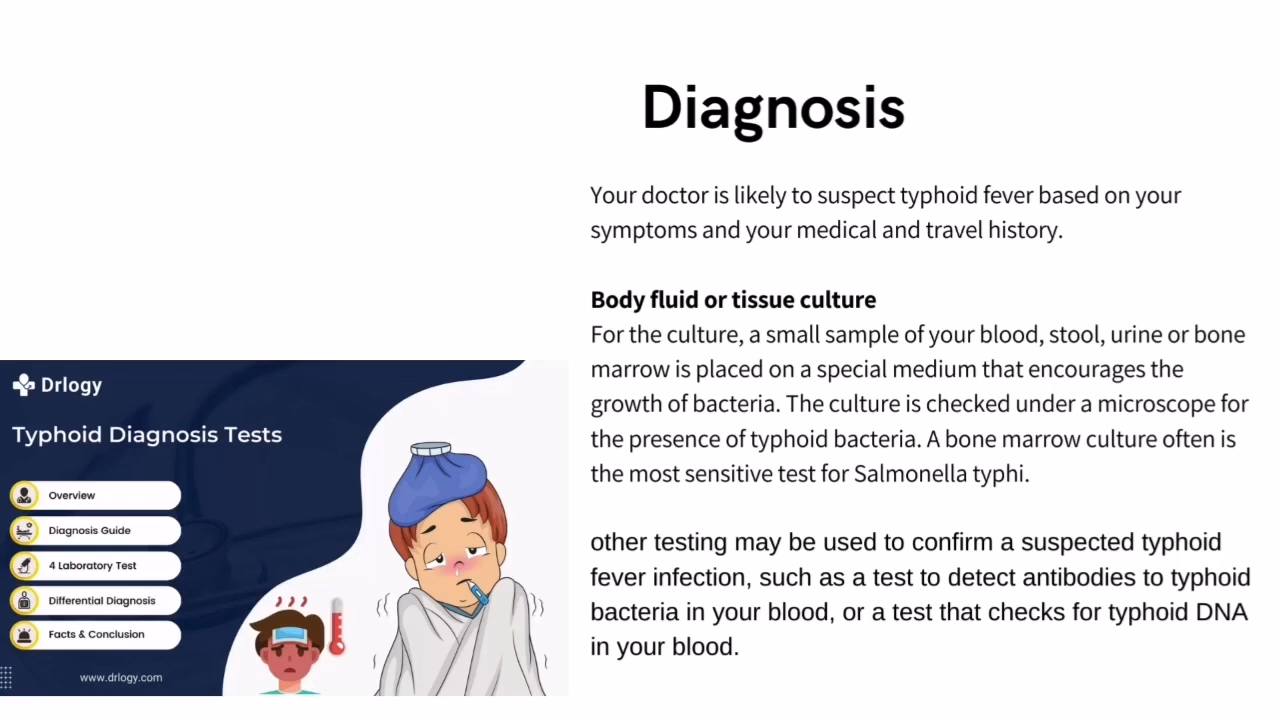 Diagnosis
Your doctor is likely to suspect typhoid fever based on your
symptoms and your medical and travel history.
Body fluid or tissue culture
For the culture, a small sample of your blood, stool, urine or bone
marrow is placed on a special medium that encourages the
growth of bacteria. The culture is checked under a microscope for
the presence of typhoid bacteria. A bone marrow culture often is
the most sensitive test for Salmonella typhi.
other testing may be used to confirm a suspected typhoid
fever infection, such as a test to detect antibodies to typhoid
bacteria in your blood, or a test that checks for typhoid DNA
in your blood.
Drlogy
Typhoid Diagnosis Tests
Overview
Diagnosis Guide
4 Laboratory Test
Differential Diagnosis
Facts & Conclusion
www.drlogy.com